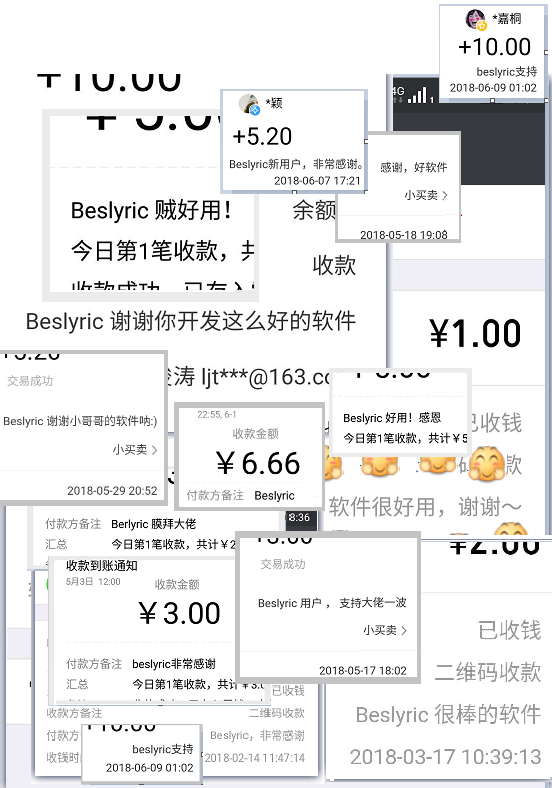 *嘉桐
+10.00
beslyric支持
2018-06-09 01:02
+10.00
4G
*颖
+5.20
Beslyric新用户，非常感谢。
2018-06-07 17:21
感谢，好软件
小买卖 >
2018-05-18 19:08
Beslyric 贼好用！
今日第1笔收款，共
收款成功，已存入
余额
收款
Beslyric 谢谢你开发这么好的软件
涛 ljt***@163.co
¥1.00
已收钱
款
软件很好用，谢谢～
+5.20
交易成功
Beslyric 谢谢小哥哥的软件呐:)
小买卖 >
2018-05-29 20:52
22:55, 6-1
收款金额
￥6.66
付款方备注 Beslyric
Beslyric 好用！感恩
今日第1笔收款，共计￥5
8:36
付款方备注 Berlyric 膜拜大佬
汇总 今日第1笔收款，共计￥2
收款到账通知
5月3日 12:00
收款金额
￥3.00
付款方备注 beslyric非常感谢
汇总 今日第1笔收款，共计￥3.0
交易成功
Beslyric 用户 ， 支持大佬一波
小买卖 >
2018-05-17 18:02
¥2.00
已收钱
二维码收款
Beslyric 很棒的软件
2018-03-17 10:39:13
已收钱
收款方备注 二维码收款
付款方 Beslyric，非常感谢
收钱时 2018-02-14 11:47:14
+10.00
beslyric支持
2018-06-09 01:02